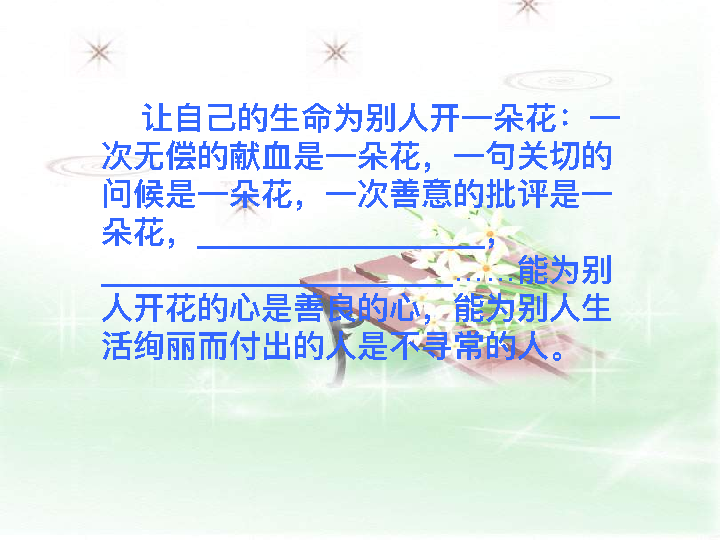 让自己的生命为别人开一朵花：一
次无偿的献血是一朵花，一句关切的
问候是一朵花，一次善意的批评是一
朵花，__________________，
______________________……能为别
人开花的心是善良的心，能为别人生
活绚丽而付出的人是不寻常的人。